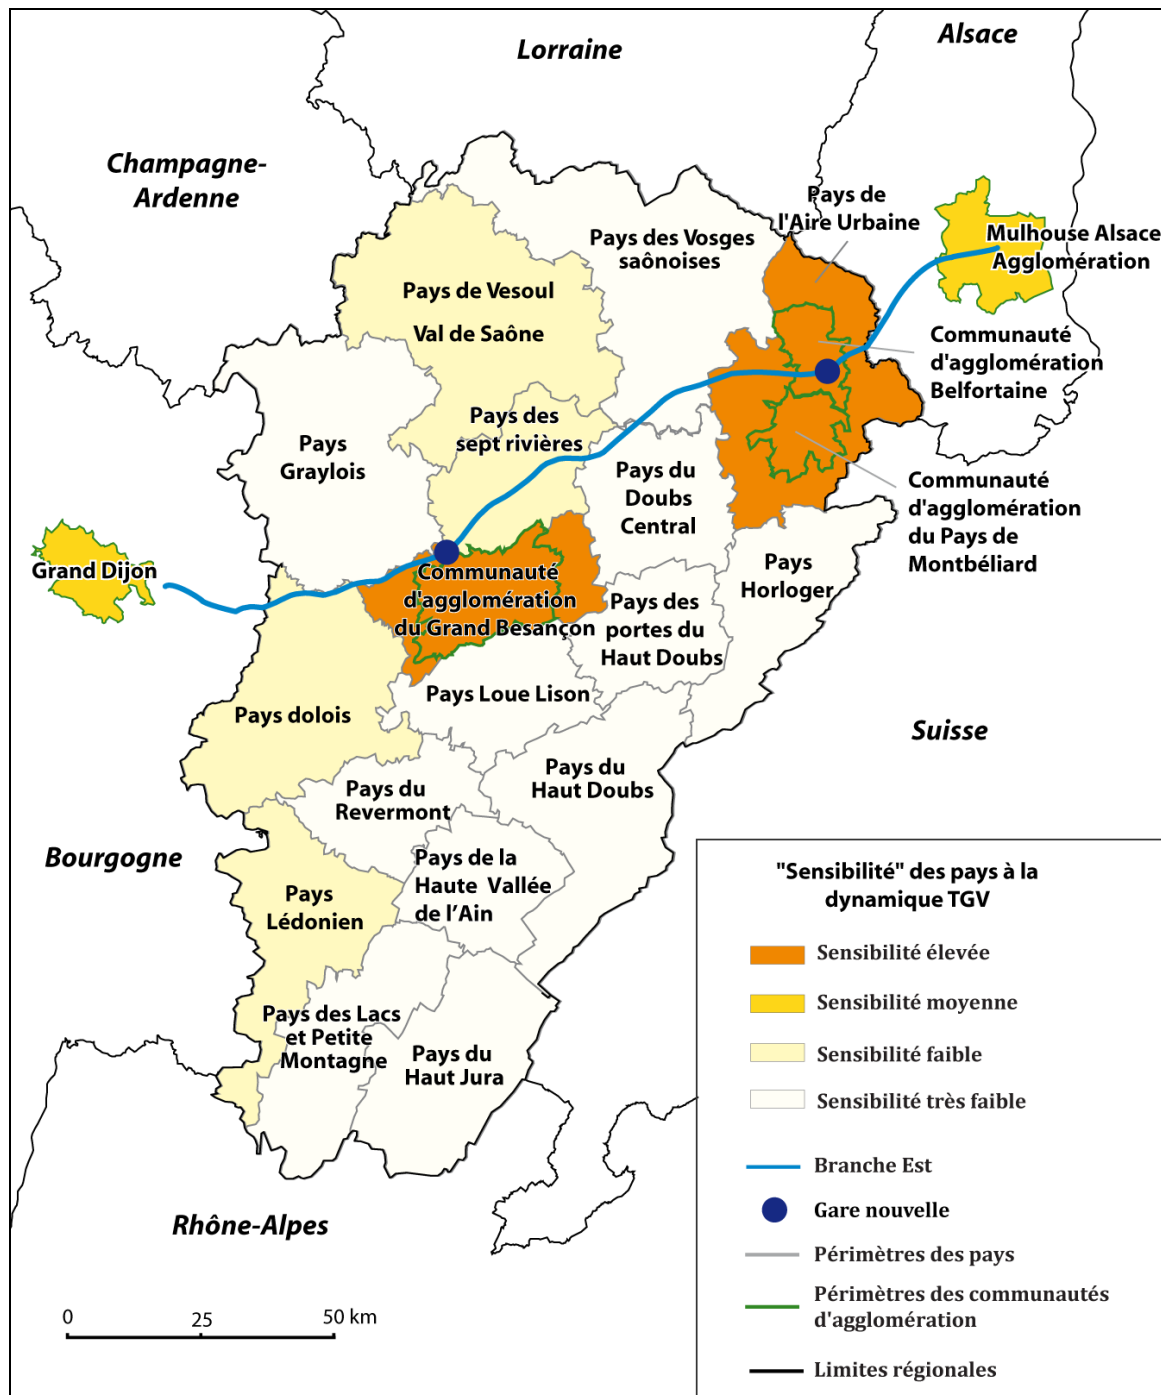 Lorraine
Alsace
Champagne-
Ardenne
Pays de
l'Aire Urbaine
Mulhouse Alsace
Agglomération
Pays des Vosges
saônoises
Pays de Vesoul
Val de Saône
Communauté
d'agglomération
Belfortaine
Pays des
sept rivières
Pays
Graylois
Pays du
Doubs
Central
Communauté
d'agglomération
du Pays de
Montbéliard
Grand Dijon
Communauté
d'agglomération
du Grand Besançon
Pays
Horloger
Pays des
portes du
Haut Doubs
Pays Loue Lison
Pays dolois
Suisse
Pays du
Haut Doubs
Pays du
Revermont
Bourgogne
Pays de la
Haute Vallée
de l'Ain
Pays
Lédonien
Pays des Lacs
et Petite
Montagne
Pays du
Haut Jura
Rhône-Alpes
"Sensibilité" des pays à la
dynamique TGV
Sensibilité élevée
Sensibilité moyenne
Sensibilité faible
Sensibilité très faible
Branche Est
Gare nouvelle
Périmètres des pays
Périmètres des communautés
d'agglomération
Limites régionales
0 25 50 km